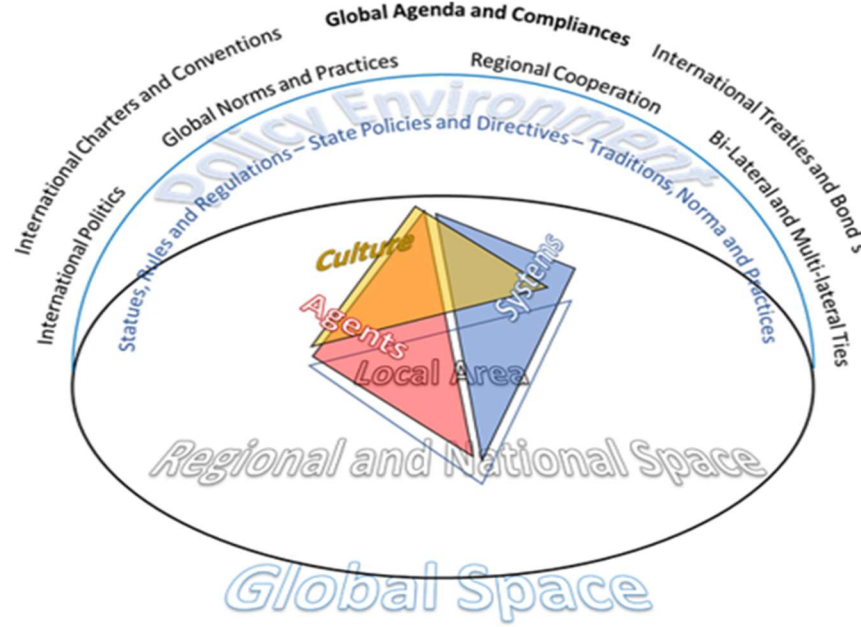 Global Agenda and Compliances
International Charters and Conventions
International Treaties and Bond's
Global Norms and Practices
Regional Cooperation
International Politics
Bi-Lateral and Multi-lateral Ties
Policy Environment
Statues, Rules and Regulations – State Policies and Directives – Traditions, Norma and Practices
Culture
Systems
Agents
Local Area
Regional and National Space
Global Space